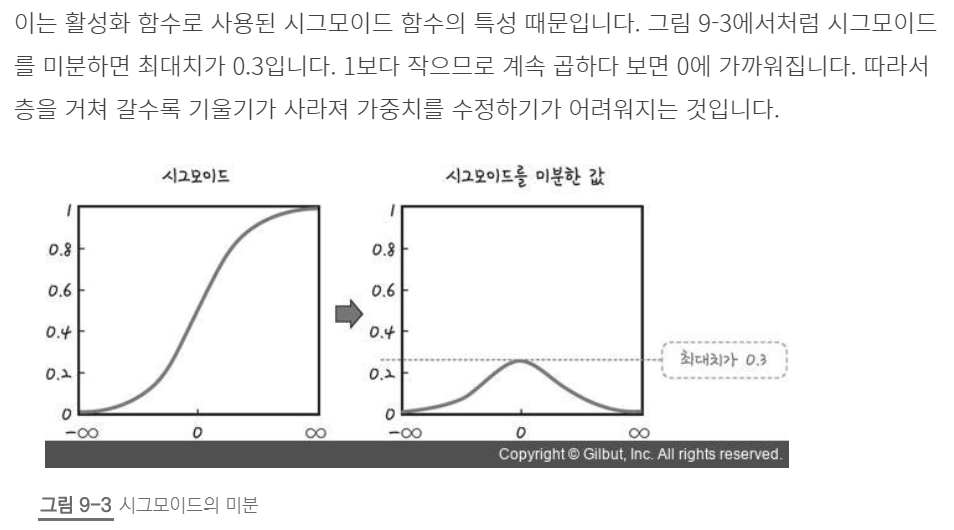 이는 활성화 함수로 사용된 시그모이드 함수의 특성 때문입니다. 그림 9-3에서처럼 시그모이드
를 미분하면 최대치가 0.3입니다. 1보다 작으므로 계속 곱하다 보면 0에 가까워집니다. 따라서
층을 거쳐 갈수록 기울기가 사라져 가중치를 수정하기가 어려워지는 것입니다.
시그모이드
1
0.8
0.6
0.4
0.2
0
-∞ 0 ∞
시그모이드를 미분한 값
1
0.8
0.6
0.4
0.2
0
-∞ 0 ∞
최대치가 0.3
Copyright © Gilbut, Inc. All rights reserved.
그림 9-3 시그모이드의 미분